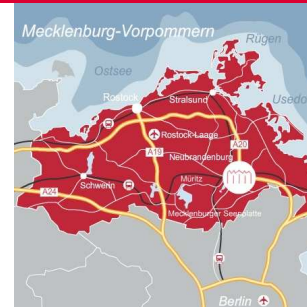 Mecklenburg-Vorpommern
Rügen
Ostsee
Rostock
Stralsund
Usedo
Rostock-Laage
A20
A19
Neubrandenburg
Müritz
Schwerin
A24
Mecklenburger Seenplatte
Berlin